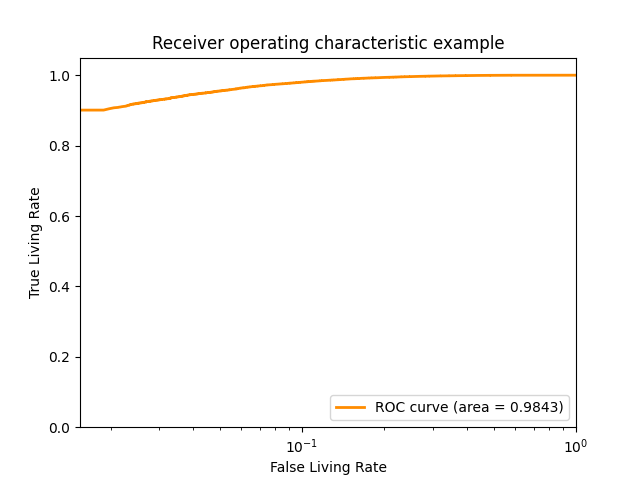 Receiver operating characteristic example
1.0
0.8
0.6
0.4
0.2
0.0
True Living Rate
ROC curve (area = 0.9843)
10⁻¹
10⁰
False Living Rate